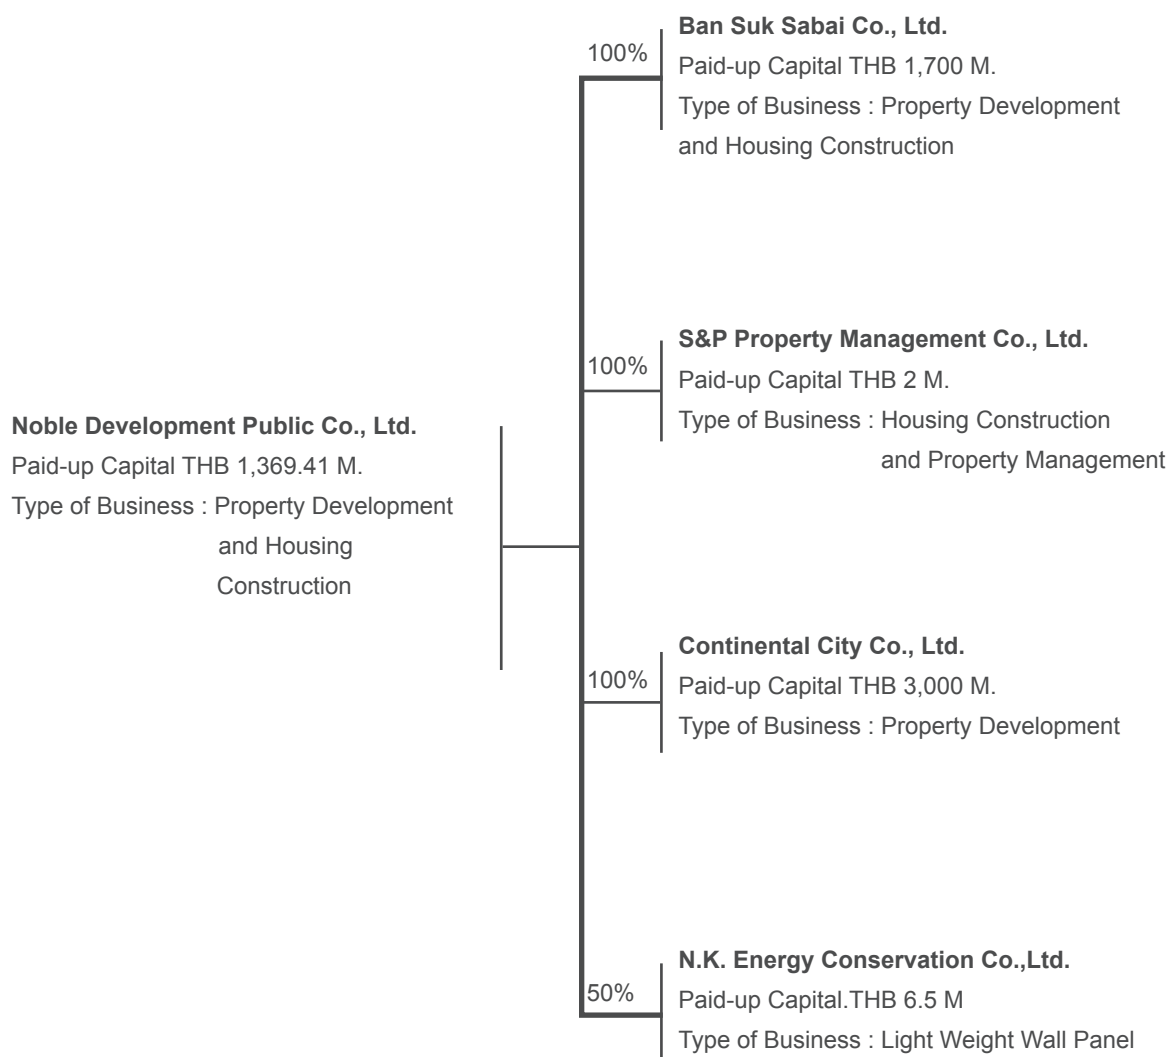 Noble Development Public Co., Ltd.
Paid-up Capital THB 1,369.41 M.
Type of Business : Property Development
and Housing
Construction
100%
Ban Suk Sabai Co., Ltd.
Paid-up Capital THB 1,700 M.
Type of Business : Property Development
and Housing Construction
100%
S&P Property Management Co., Ltd.
Paid-up Capital THB 2 M.
Type of Business : Housing Construction
and Property Management
100%
Continental City Co., Ltd.
Paid-up Capital THB 3,000 M.
Type of Business : Property Development
50%
N.K. Energy Conservation Co.,Ltd.
Paid-up Capital.THB 6.5 M
Type of Business : Light Weight Wall Panel